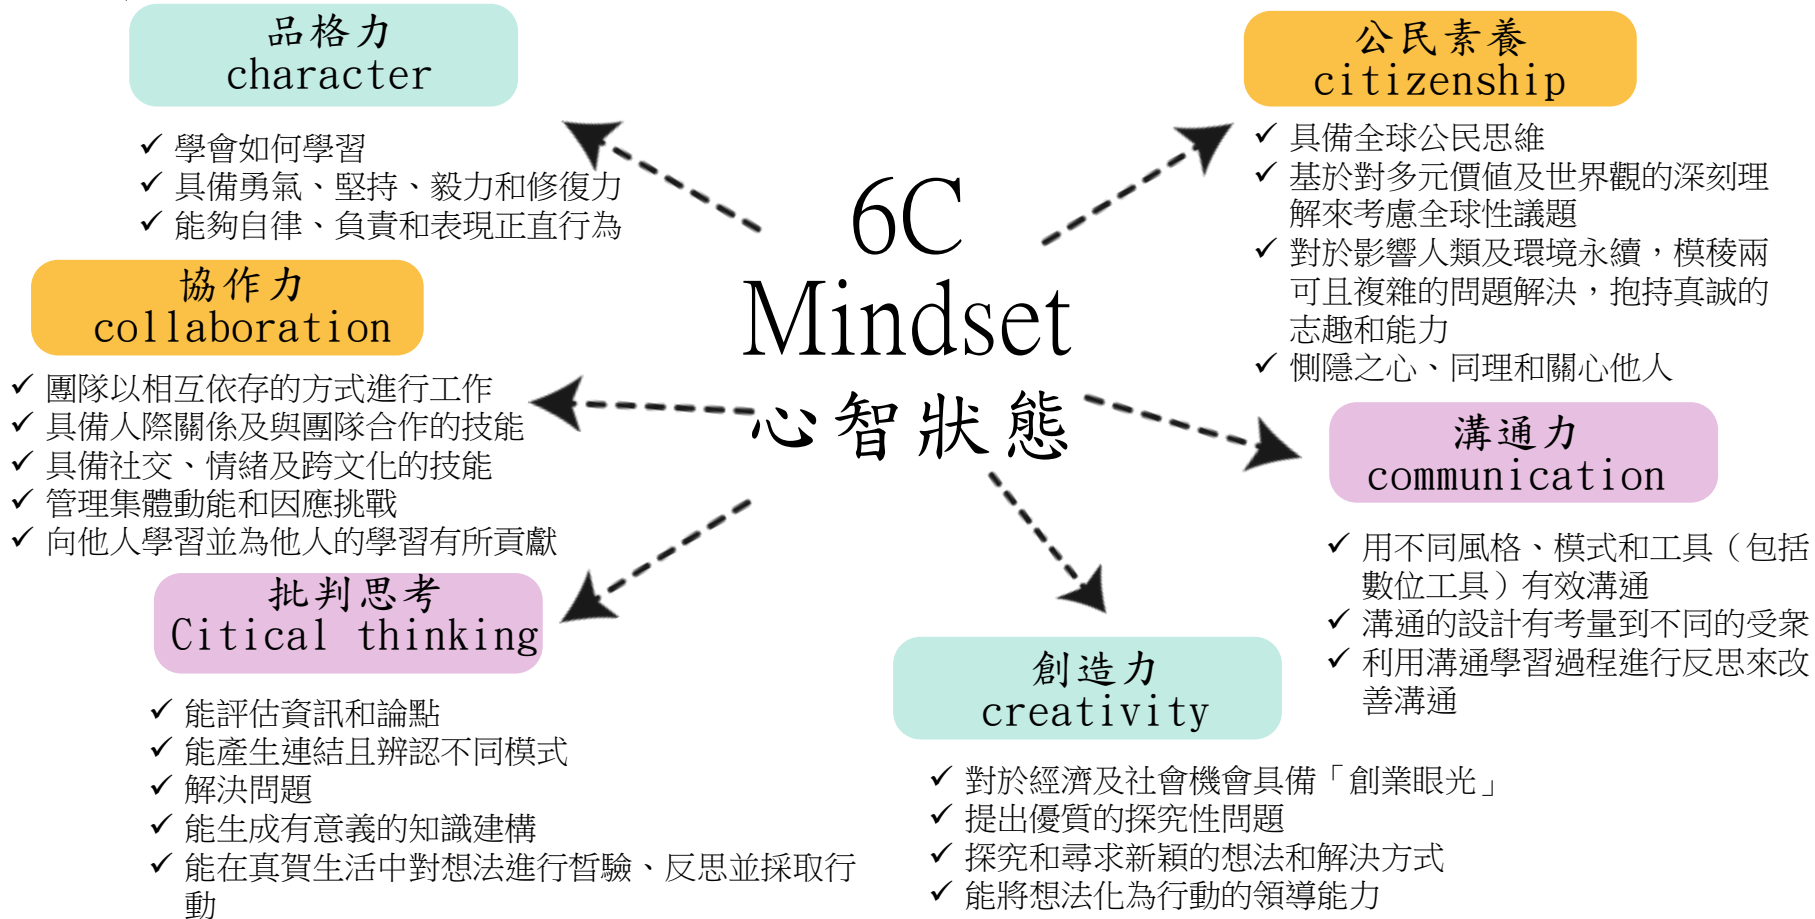 品格力
character
✓ 學會如何學習
✓ 具備勇氣、堅持、毅力和修復力
✓ 能夠自律、負責和表現正直行為
協作力
collaboration
✓ 團隊以相互依存的方式進行工作
✓ 具備人際關係及與團隊合作的技能
✓ 具備社交、情緒及跨文化的技能
✓ 管理集體動能和因應挑戰
✓ 向他人學習並為他人的學習有所貢獻
批判思考
Citical thinking
✓ 能評估資訊和論點
✓ 能產生連結且辨認不同模式
✓ 解決問題
✓ 能生成有意義的知識建構
✓ 能在真賀生活中對想法進行晳驗、反思並採取行
動
6C
Mindset
心智狀態
公民素養
citizenship
✓ 具備全球公民思維
✓ 基於對多元價值及世界觀的深刻理
解來考慮全球性議題
✓ 對於影響人類及環境永續，模稜兩
可且複雜的問題解決，抱持真誠的
志趣和能力
✓ 惻隱之心、同理和關心他人
溝通力
communication
✓ 用不同風格、模式和工具（包括
數位工具）有效溝通
✓ 溝通的設計有考量到不同的受眾
✓ 利用溝通學習過程進行反思來改
善溝通
創造力
creativity
✓ 對於經濟及社會機會具備「創業眼光」
✓ 提出優質的探究性問題
✓ 探究和尋求新穎的想法和解決方式
✓ 能將想法化為行動的領導能力